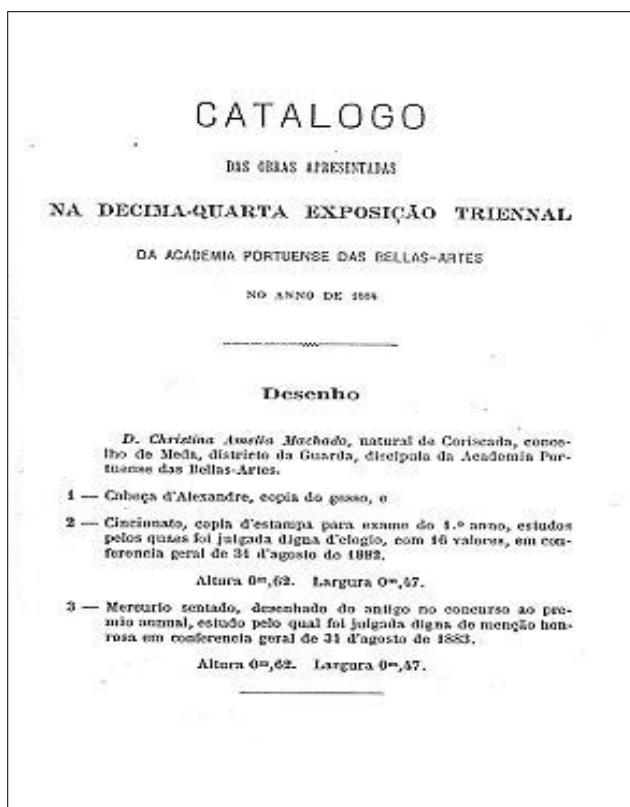 CATALOGO
DAS OBRAS APRESENTADAS
NA DECIMA-QUARTA EXPOSIÇÃO TRIENNAL
DA ACADEMIA PORTUENSE DAS BELLAS-ARTES
NO ANNO DE 1884
Desenho
D. Christina Amelia Machado, natural de Coriscada, conce-
lho de Meda, districto da Guarda, discipula da Academia Por-
tuense das Bellas-Artes.
1 — Cabeça d'Alexandre, copia do gesso, e
2 — Cincionato, copia d'estampa para exame do 1.º anno, estudos
pelos quaes foi julgada digna d'elogio, com 16 valores, em con-
ferencia geral de 31 d'agosto de 1882.
Altura 0ᵐ,62. Largura 0ᵐ,47.
3 — Mercurio sentado, desenhado do antigo no concurso ao pre-
mio annual, estudo pelo qual foi julgada digna de menção hon-
rosa em conferencia geral de 31 d'agosto de 1883.
Altura 0ᵐ,62. Largura 0ᵐ,47.